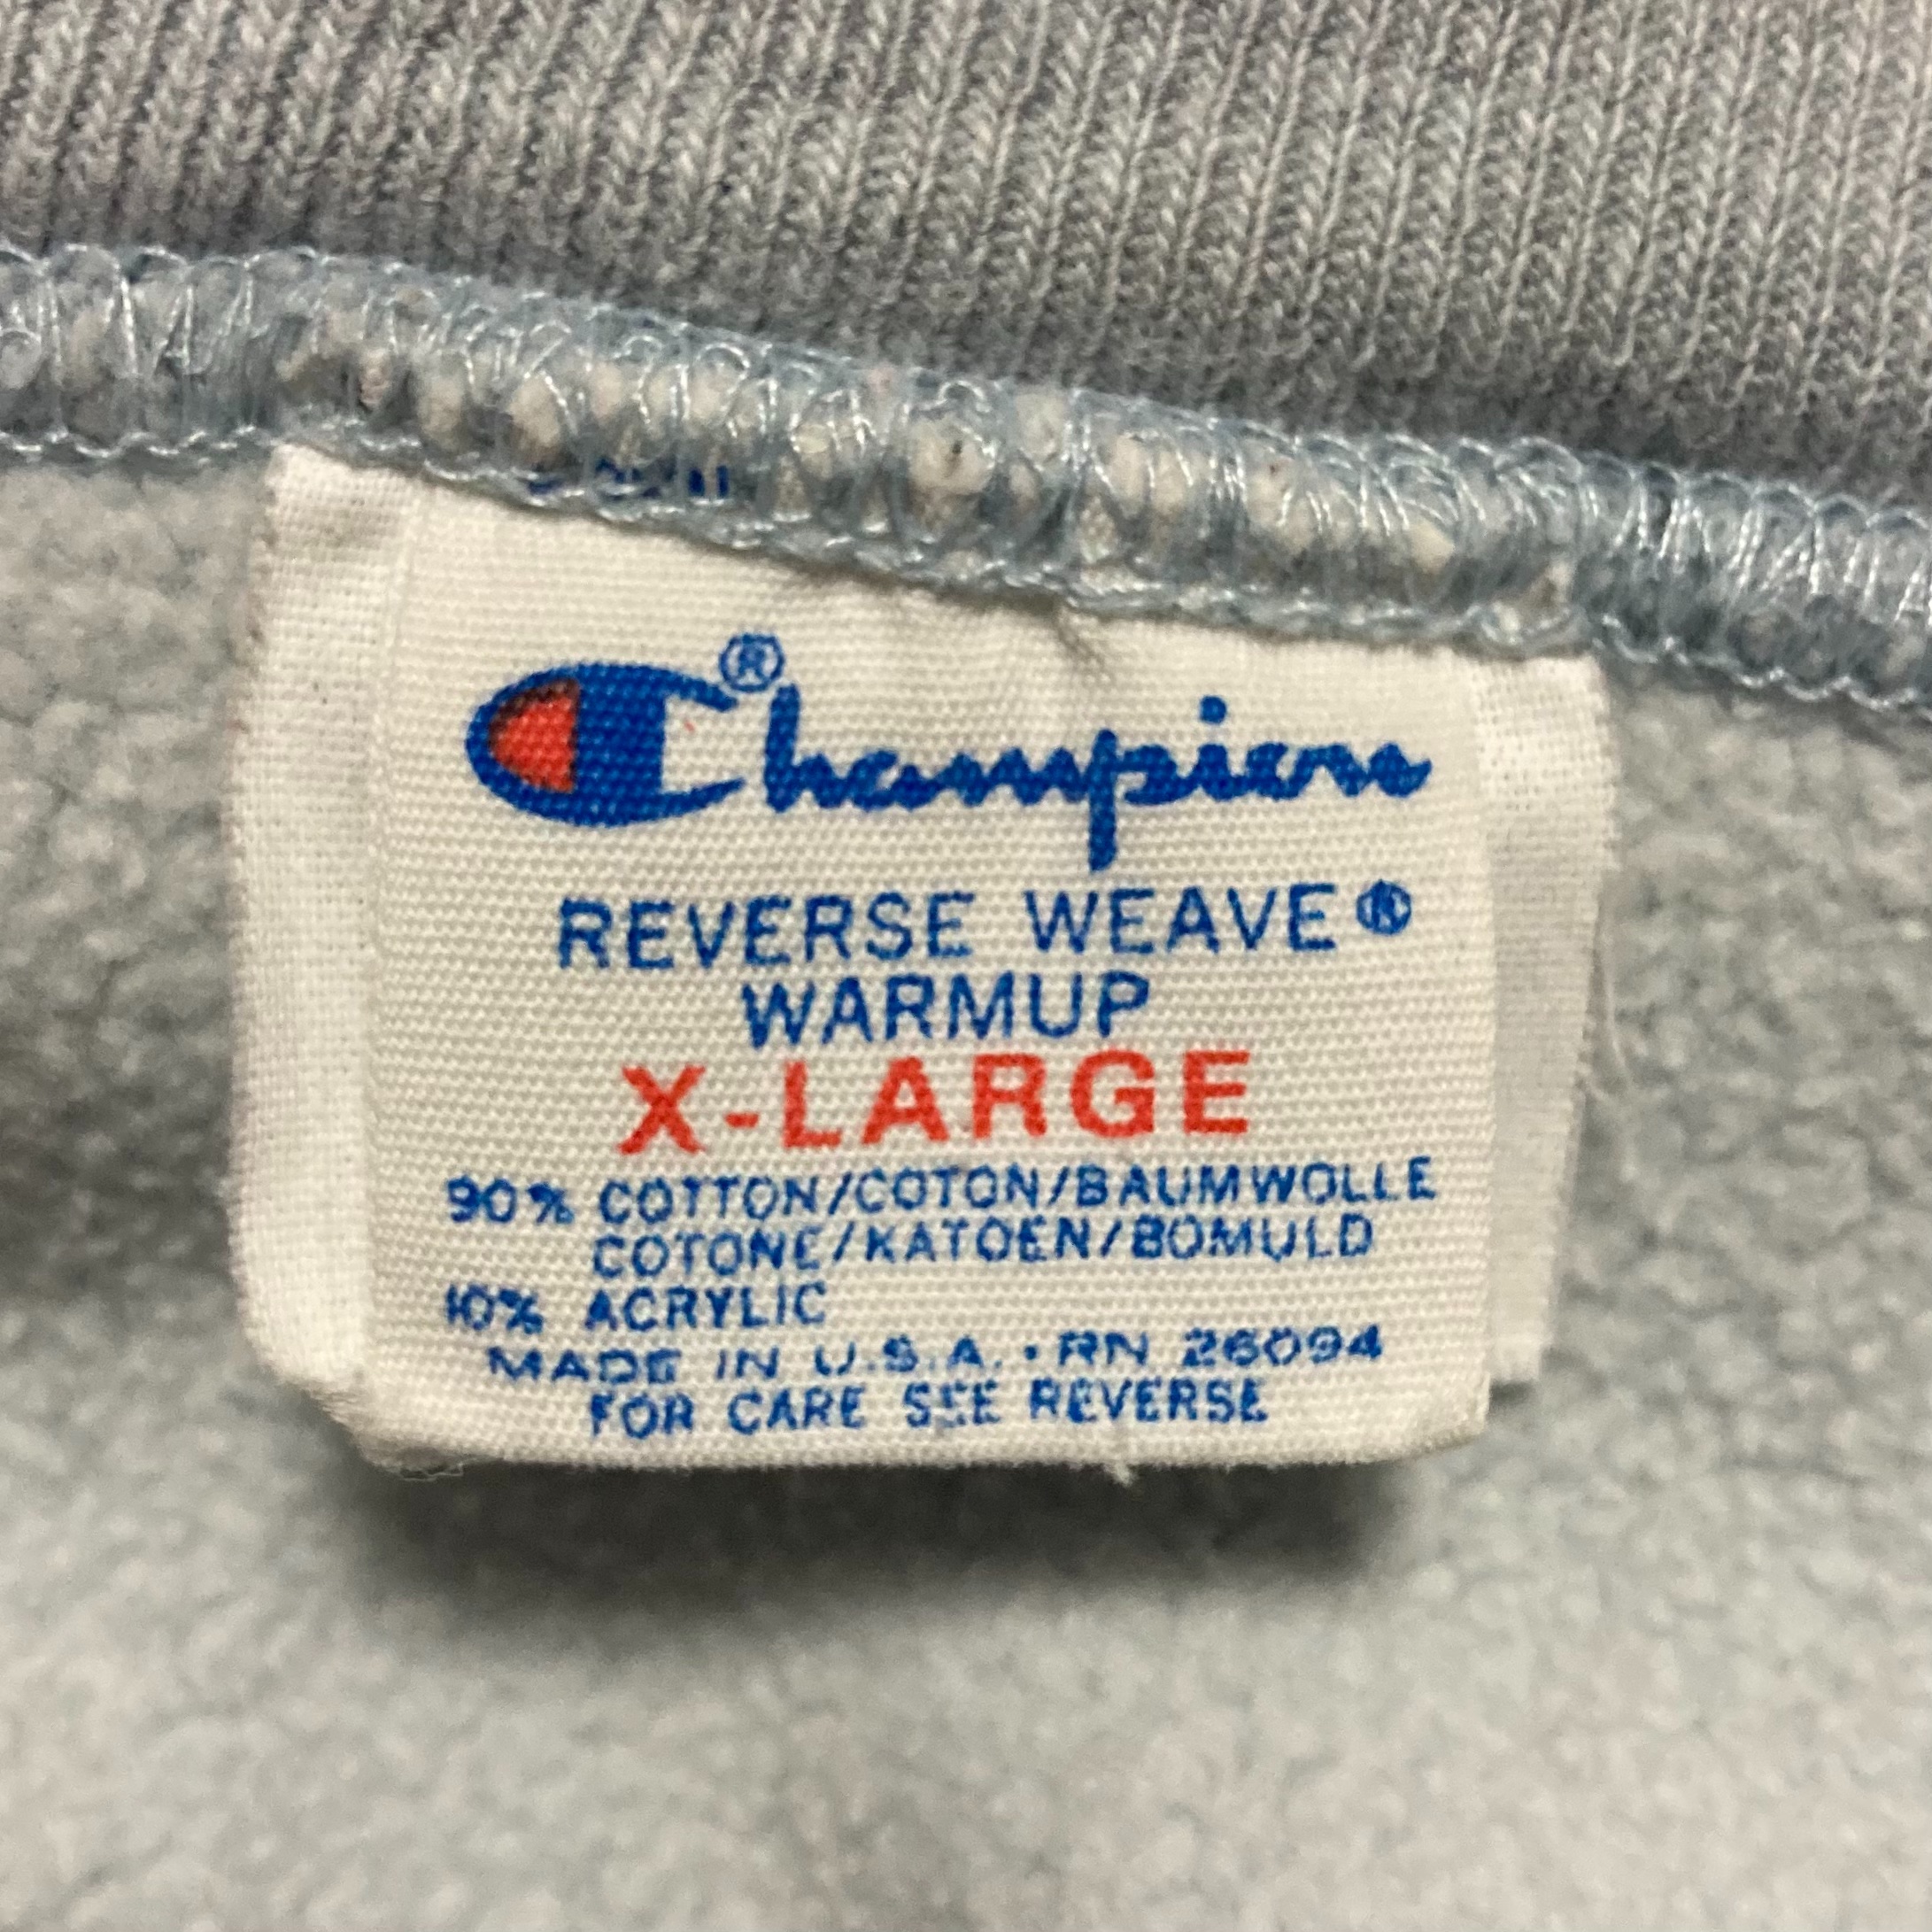 Champion®
REVERSE WEAVE®
WARMUP
X-LARGE
90% COTTON/COTON/BAUMWOLLE
COTONE/KATOEN/BOMULD
10% ACRYLIC
MADE IN U.S.A. • RN 26094
FOR CARE SEE REVERSE